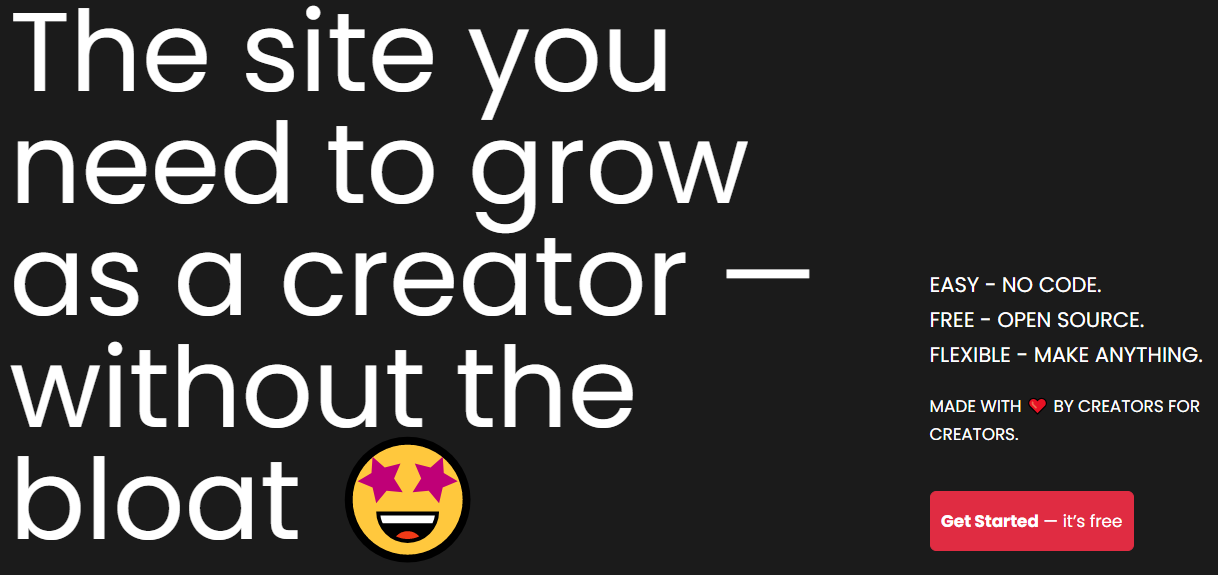 The site you
need to grow
as a creator —
without the
bloat 🤩
EASY - NO CODE.
FREE - OPEN SOURCE.
FLEXIBLE - MAKE ANYTHING.
MADE WITH ❤️ BY CREATORS FOR
CREATORS.
Get Started — it's free